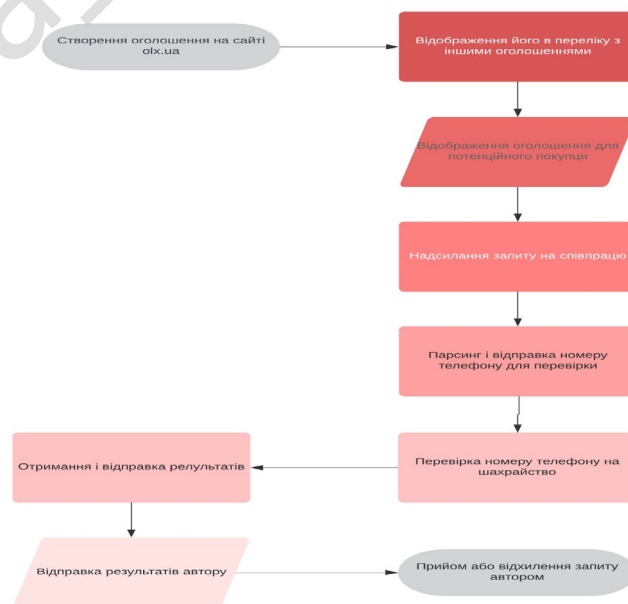 Створення оголошення на сайті
olx.ua
Відображення його в переліку з
іншими оголошеннями
Відображення оголошення для
потенційного покупця
Надсилання запиту на співпрацю
Парсинг і відправка номеру
телефону для перевірки
Перевірка номеру телефону на
шахрайство
Отримання і відправка релультатів
Відправка результатів автору
Прийом або відхилення запиту
автором